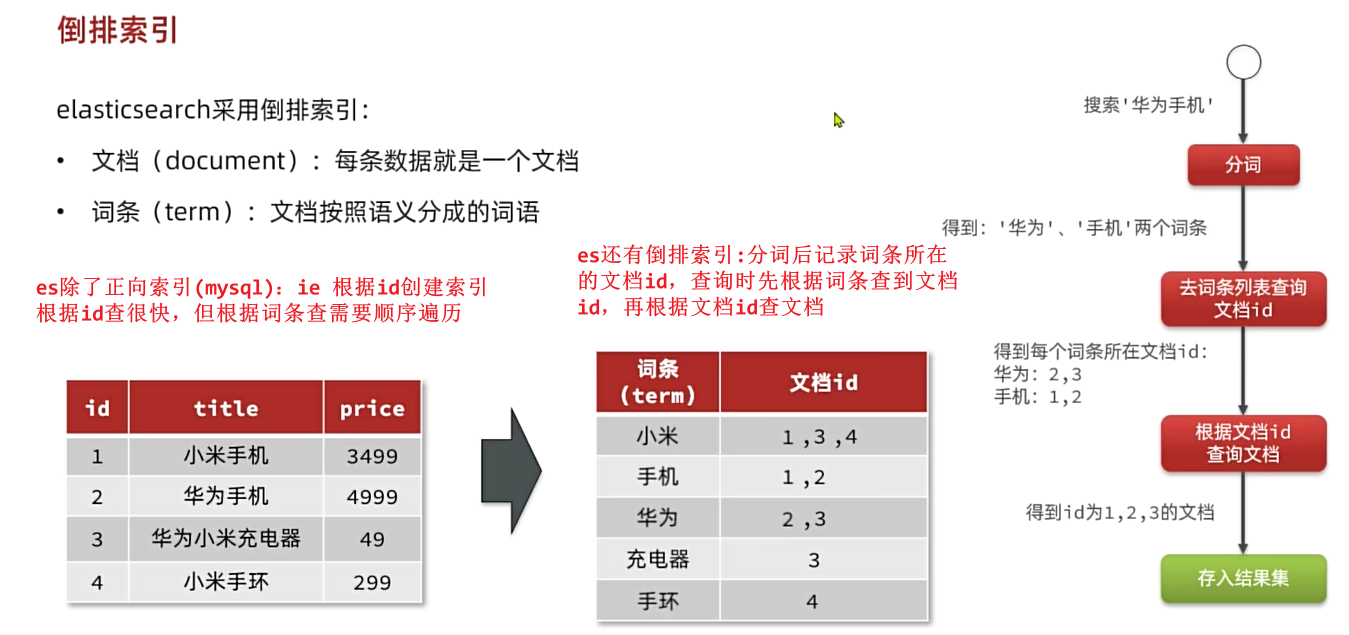 倒排索引
elasticsearch采用倒排索引：
• 文档（document）：每条数据就是一个文档
• 词条（term）：文档按照语义分成的词语
es除了正向索引(mysql)：ie 根据id创建索引
根据id查很快，但根据词条查需要顺序遍历
id title price
1 小米手机 3499
2 华为手机 4999
3 华为小米充电器 49
4 小米手环 299
es还有倒排索引:分词后记录词条所在
的文档id，查询时先根据词条查到文档
id，再根据文档id查文档
词条
(term) 文档id
小米 1 ,3 ,4
手机 1 ,2
华为 2 ,3
充电器 3
手环 4
搜索'华为手机'
分词
得到：'华为'、'手机'两个词条
去词条列表查询
文档id
得到每个词条所在文档id：
华为：2,3
手机：1,2
根据文档id
查询文档
得到id为1,2,3的文档
存入结果集